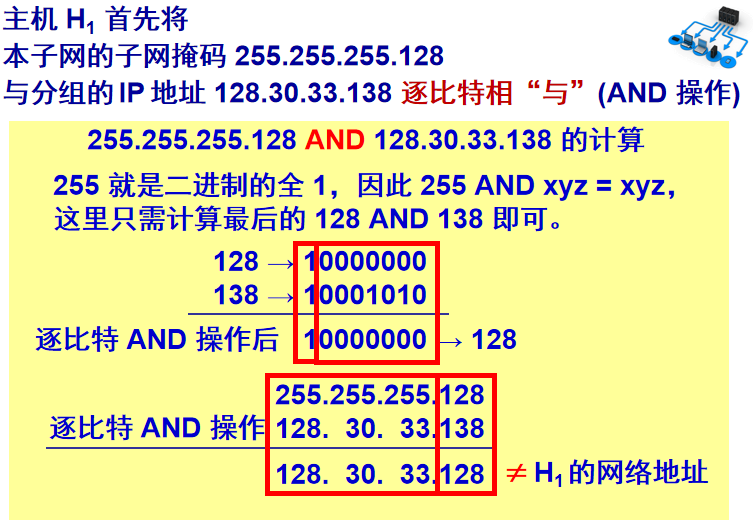 主机 H1 首先将
本子网的子网掩码 255.255.255.128
与分组的 IP 地址 128.30.33.138 逐比特相“与”(AND 操作)
255.255.255.128 AND 128.30.33.138 的计算
255 就是二进制的全 1，因此 255 AND xyz = xyz，
这里只需计算最后的 128 AND 138 即可。
128 → 10000000
138 → 10001010
逐比特 AND 操作后 10000000 → 128
255.255.255.128
逐比特 AND 操作 128. 30. 33.138
128. 30. 33.128 ≠ H1 的网络地址